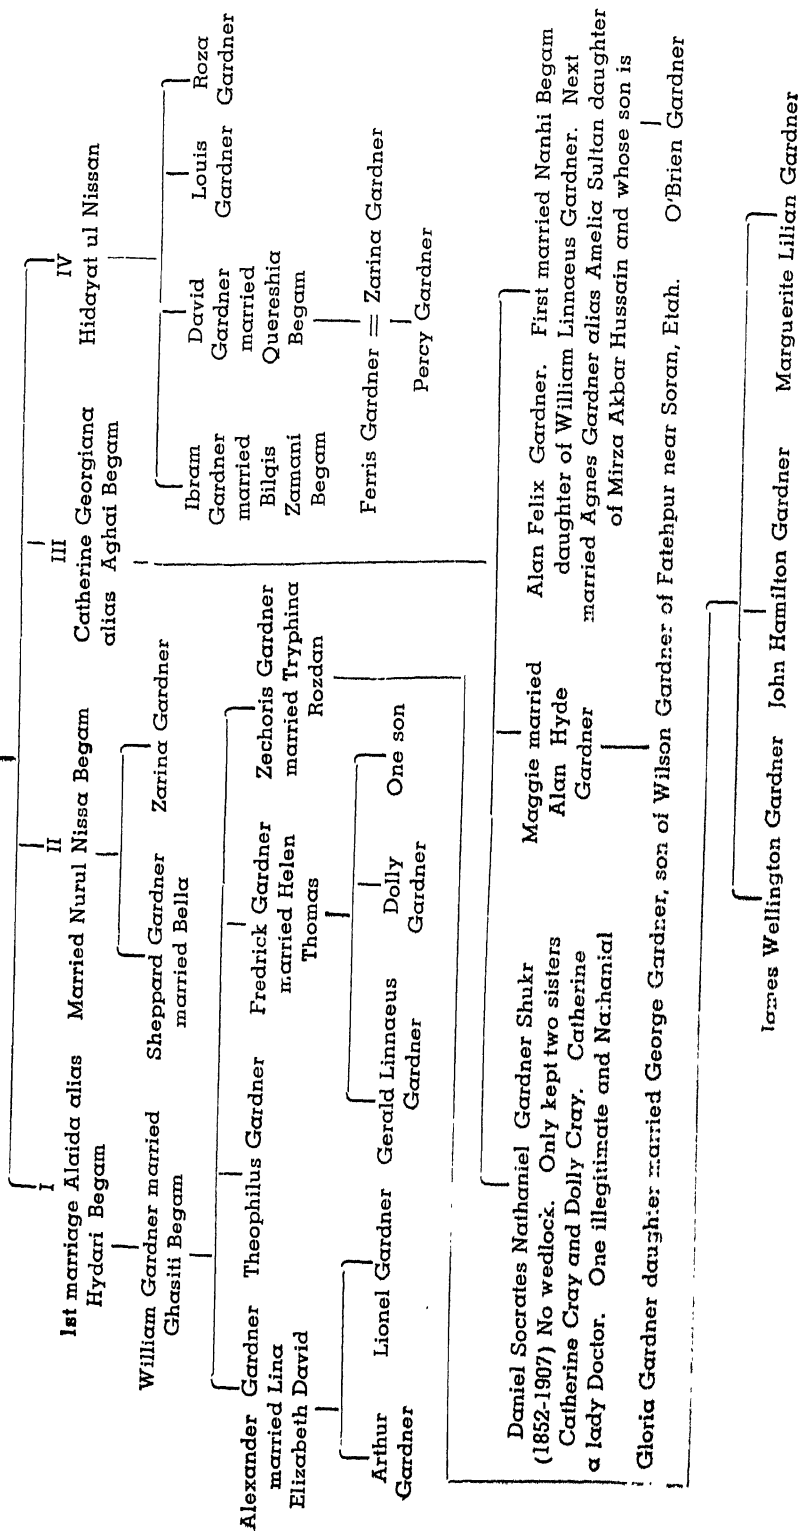 I
1st marriage Alaida alias
Hydari Begam
II
Married Nurul Nissa Begam
III
Catherine Georgiana
alias Aghai Begam
IV
Hidayat ul Nissan
William Gardner married
Ghasiti Begam
Sheppard Gardner
married Bella
Zarina Gardner
Ibram
Gardner
married
Bilqis
Zamani
Begam
David
Gardner
married
Quereshia
Begam
Louis
Gardner
Roza
Gardner
Ferris Gardner = Zarina Gardner
Percy Gardner
Alexander Gardner
married Lina
Elizabeth David
Theophilus Gardner
Fredrick Gardner
married Helen
Thomas
Zechoris Gardner
married Tryphina
Rozdan
Arthur
Gardner
Lionel Gardner
Gerald Linnaeus
Gardner
Dolly
Gardner
One son
Daniel Socrates Nathaniel Gardner Shukr
(1852-1907) No wedlock. Only kept two sisters
Catherine Cray and Dolly Cray. Catherine
a lady Doctor. One illegitimate and Nathanial
Maggie married
Alan Hyde
Gardner
Alan Felix Gardner. First married Nanhi Begam
daughter of William Linnaeus Gardner. Next
married Agnes Gardner alias Amelia Sultan daughter
of Mirza Akbar Hussain and whose son is
O'Brien Gardner
Gloria Gardner daughter married George Gardner, son of Wilson Gardner of Fatehpur near Soran, Etah.
James Wellington Gardner
John Hamilton Gardner
Marguerite Lilian Gardner